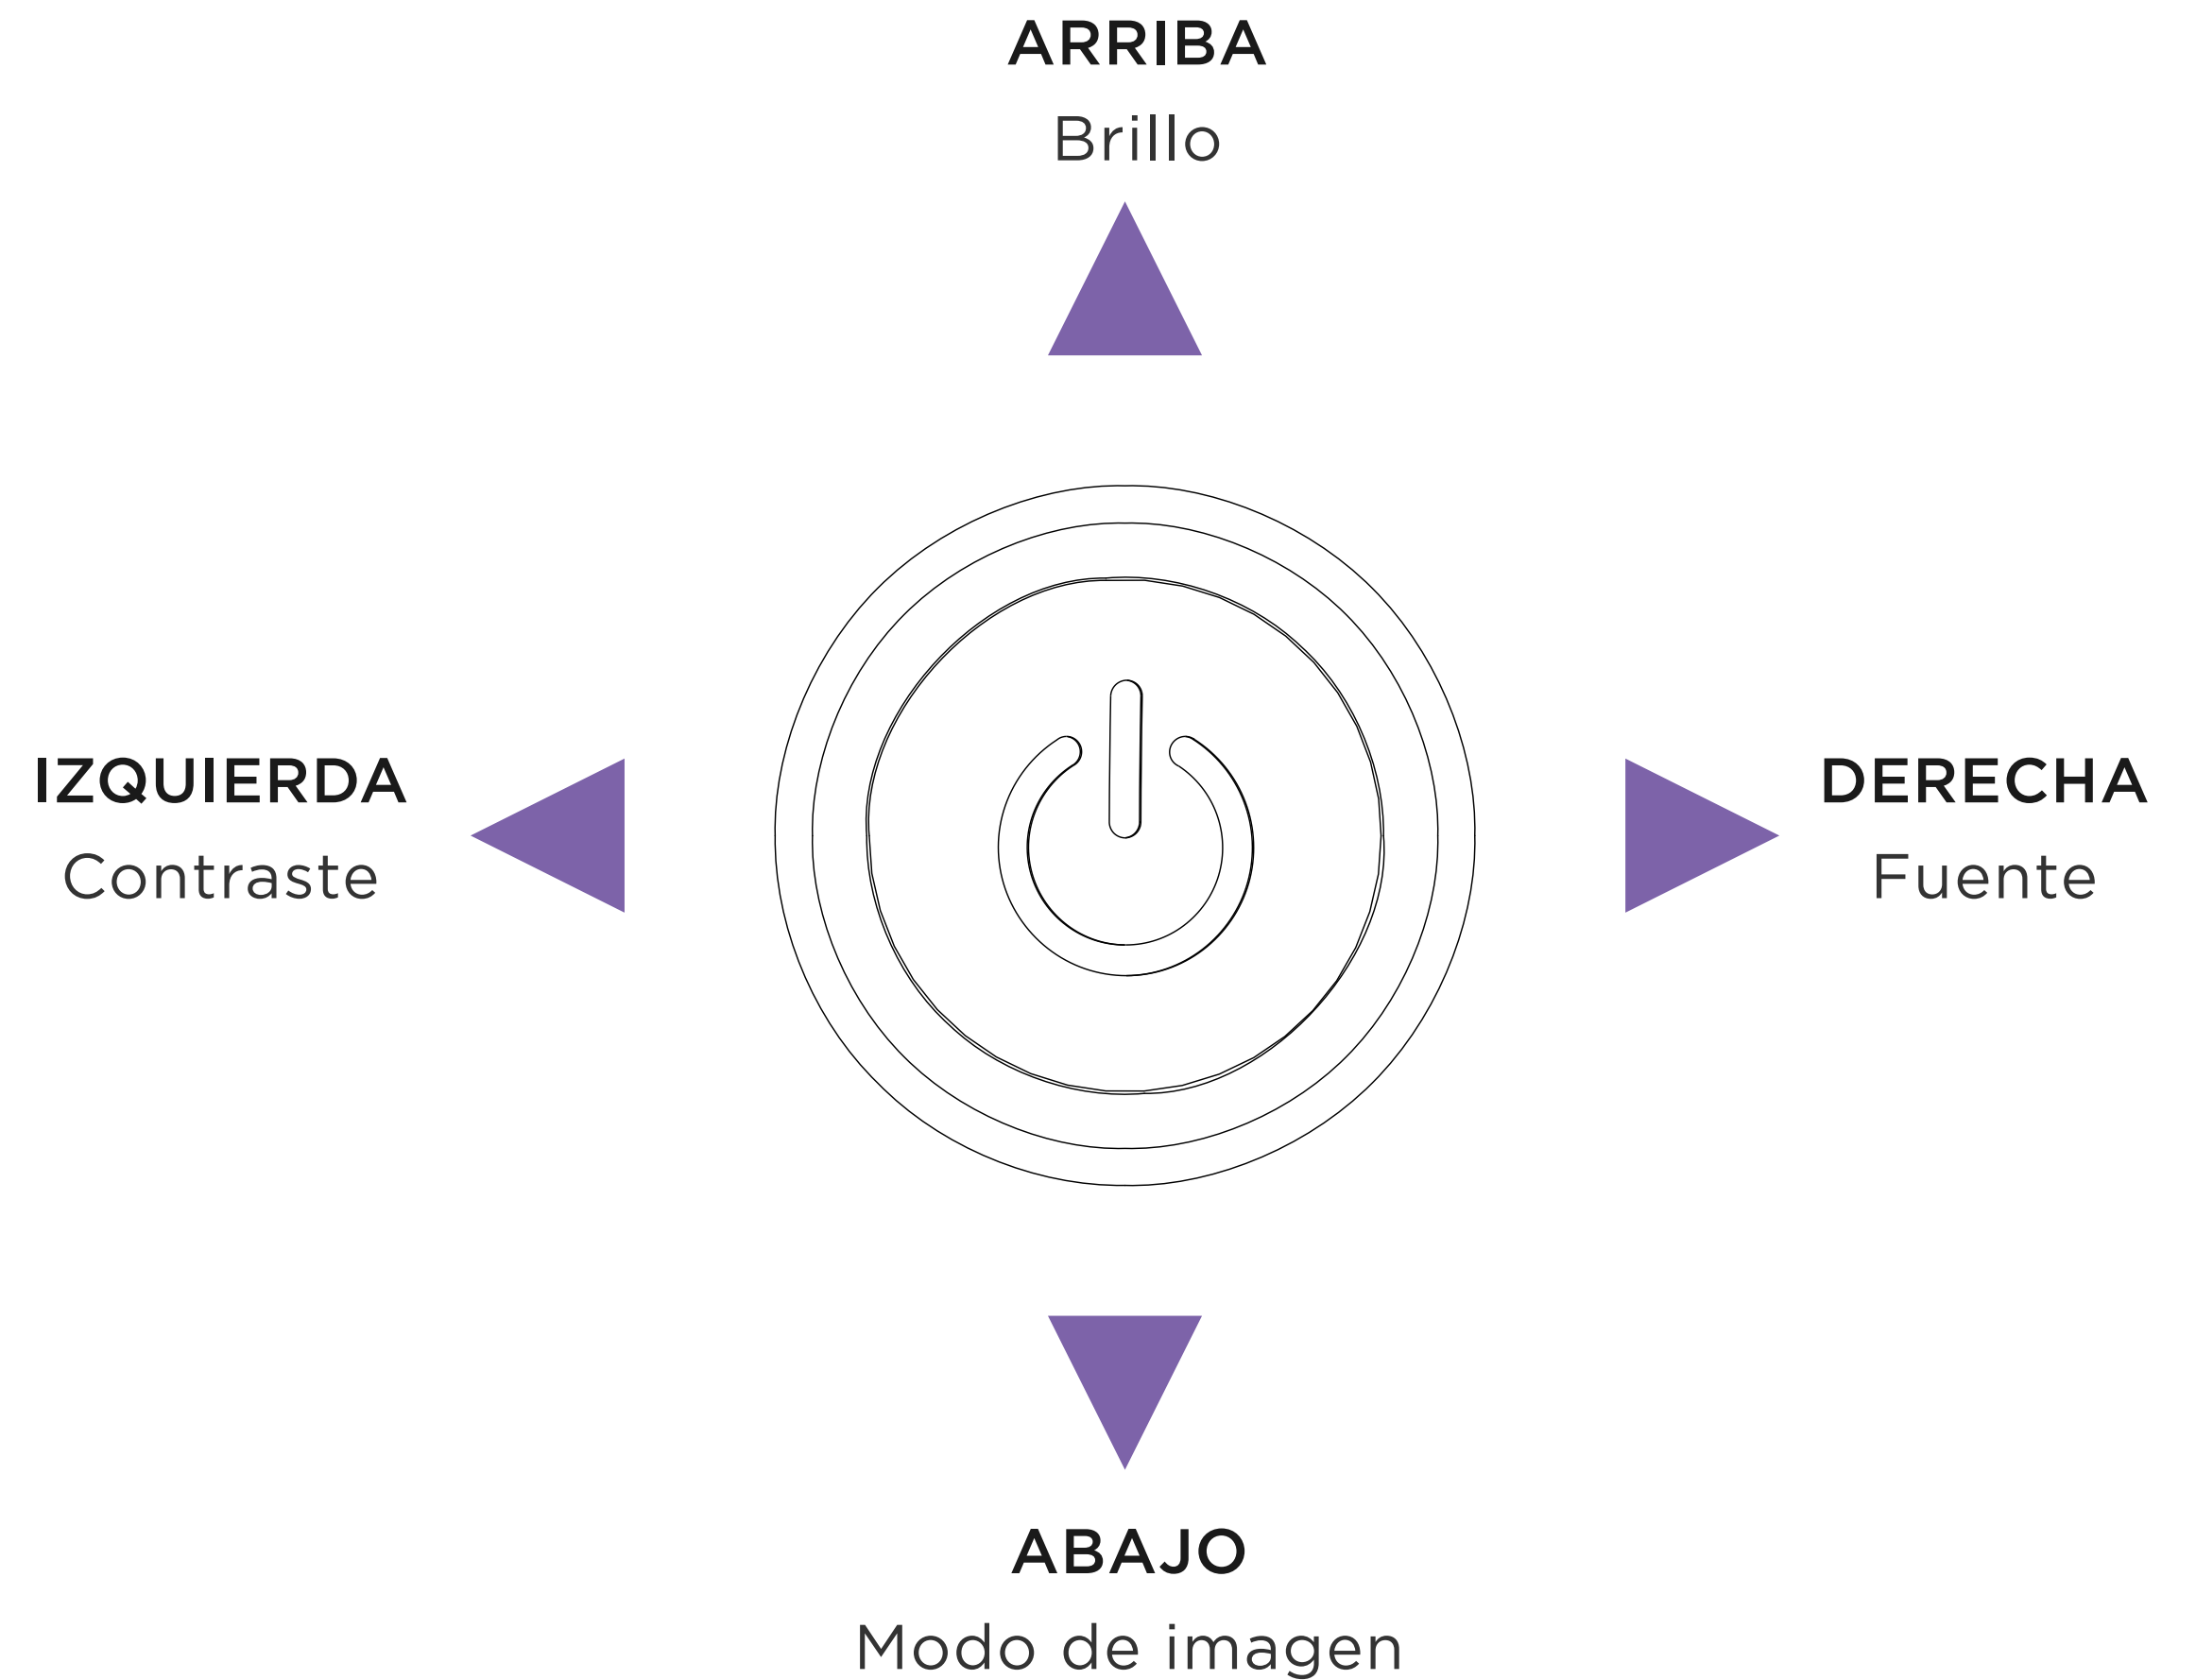 ARRIBA
Brillo
IZQUIERDA
Contraste
DERECHA
Fuente
ABAJO
Modo de imagen